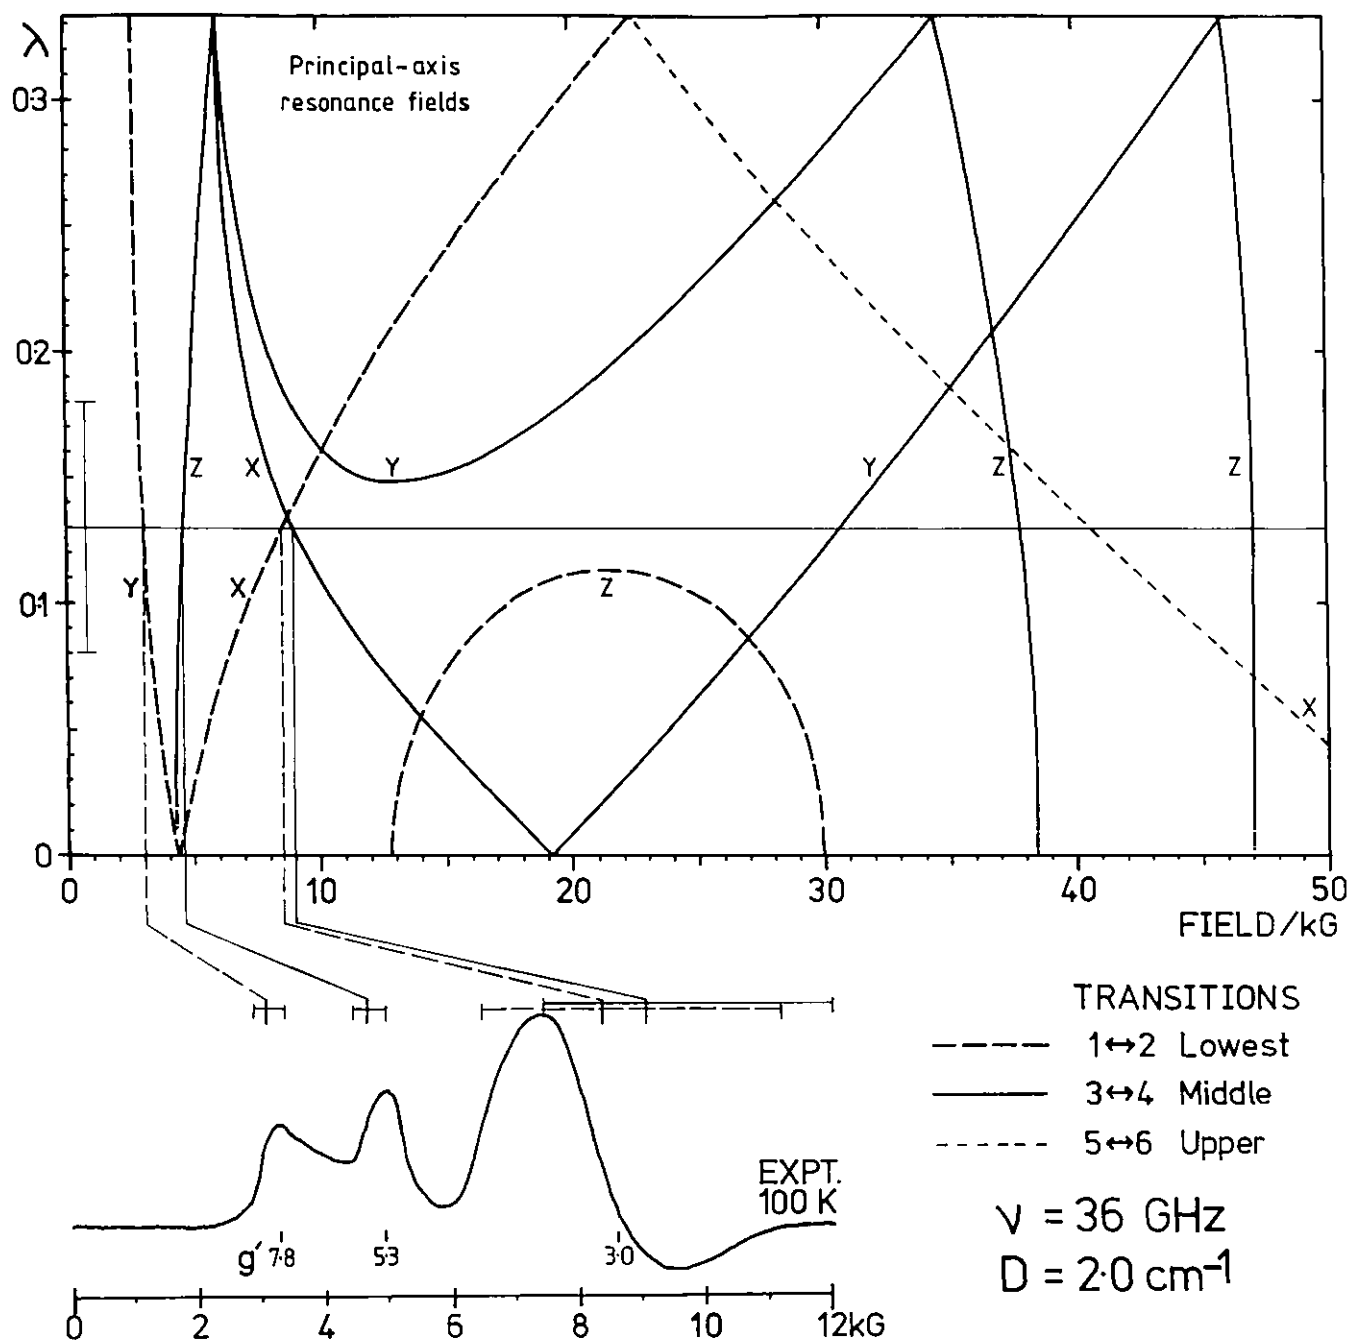 λ
Principal-axis
resonance fields
0·3
0·2
Z X Y Y Z Z
Y X Z
0·1
X
0
0 10 20 30 40 50
FIELD/kG
TRANSITIONS
1↔2 Lowest
3↔4 Middle
5↔6 Upper
EXPT.
100 K
g′ 7·8 5·3 3·0
ν = 36 GHz
D = 2·0 cm⁻¹
0 2 4 6 8 10 12kG